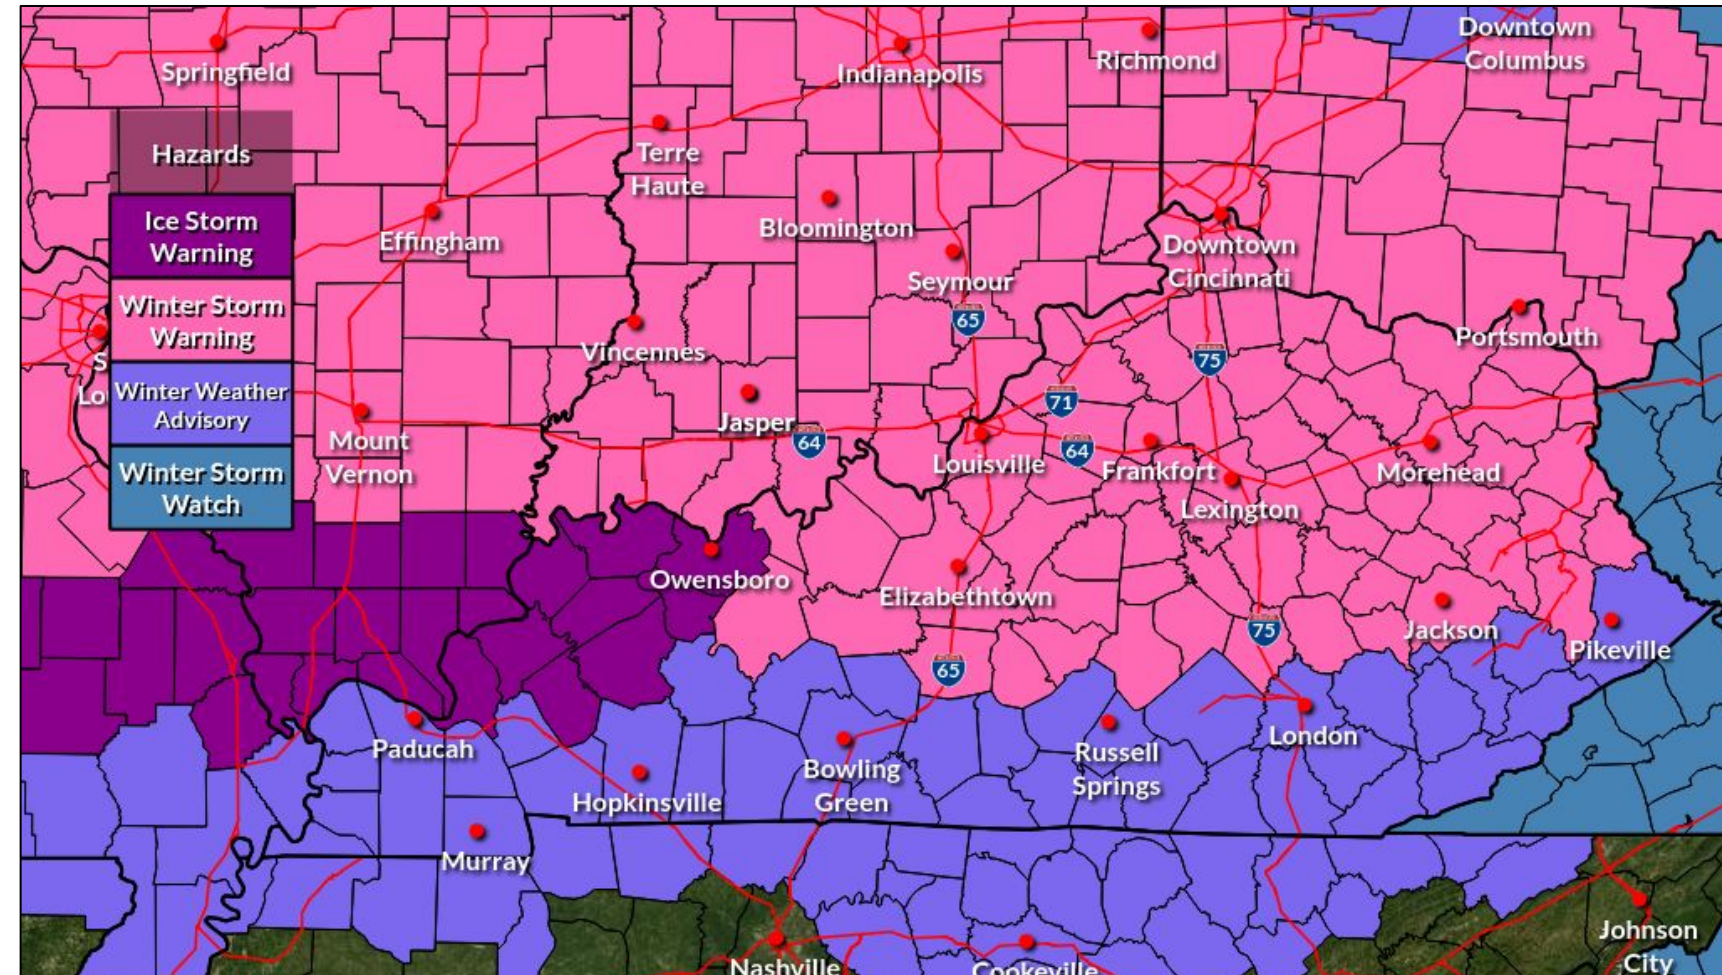 Springfield
Indianapolis
Richmond
Downtown
Columbus
Hazards
Terre
Haute
Ice Storm
Warning
Effingham
Bloomington
Downtown
Cincinnati
Seymour
Winter Storm
Warning
65
Vincennes
Portsmouth
75
S
Lo
Winter Weather
Advisory
Jasper
71
64
64
Mount
Vernon
Louisville
Frankfort
Morehead
Winter Storm
Watch
Lexington
Owensboro
Elizabethtown
Jackson
75
65
Pikeville
Paducah
London
Russell
Springs
Bowling
Green
Hopkinsville
Murray
Johnson
City
Nashville
Cookeville